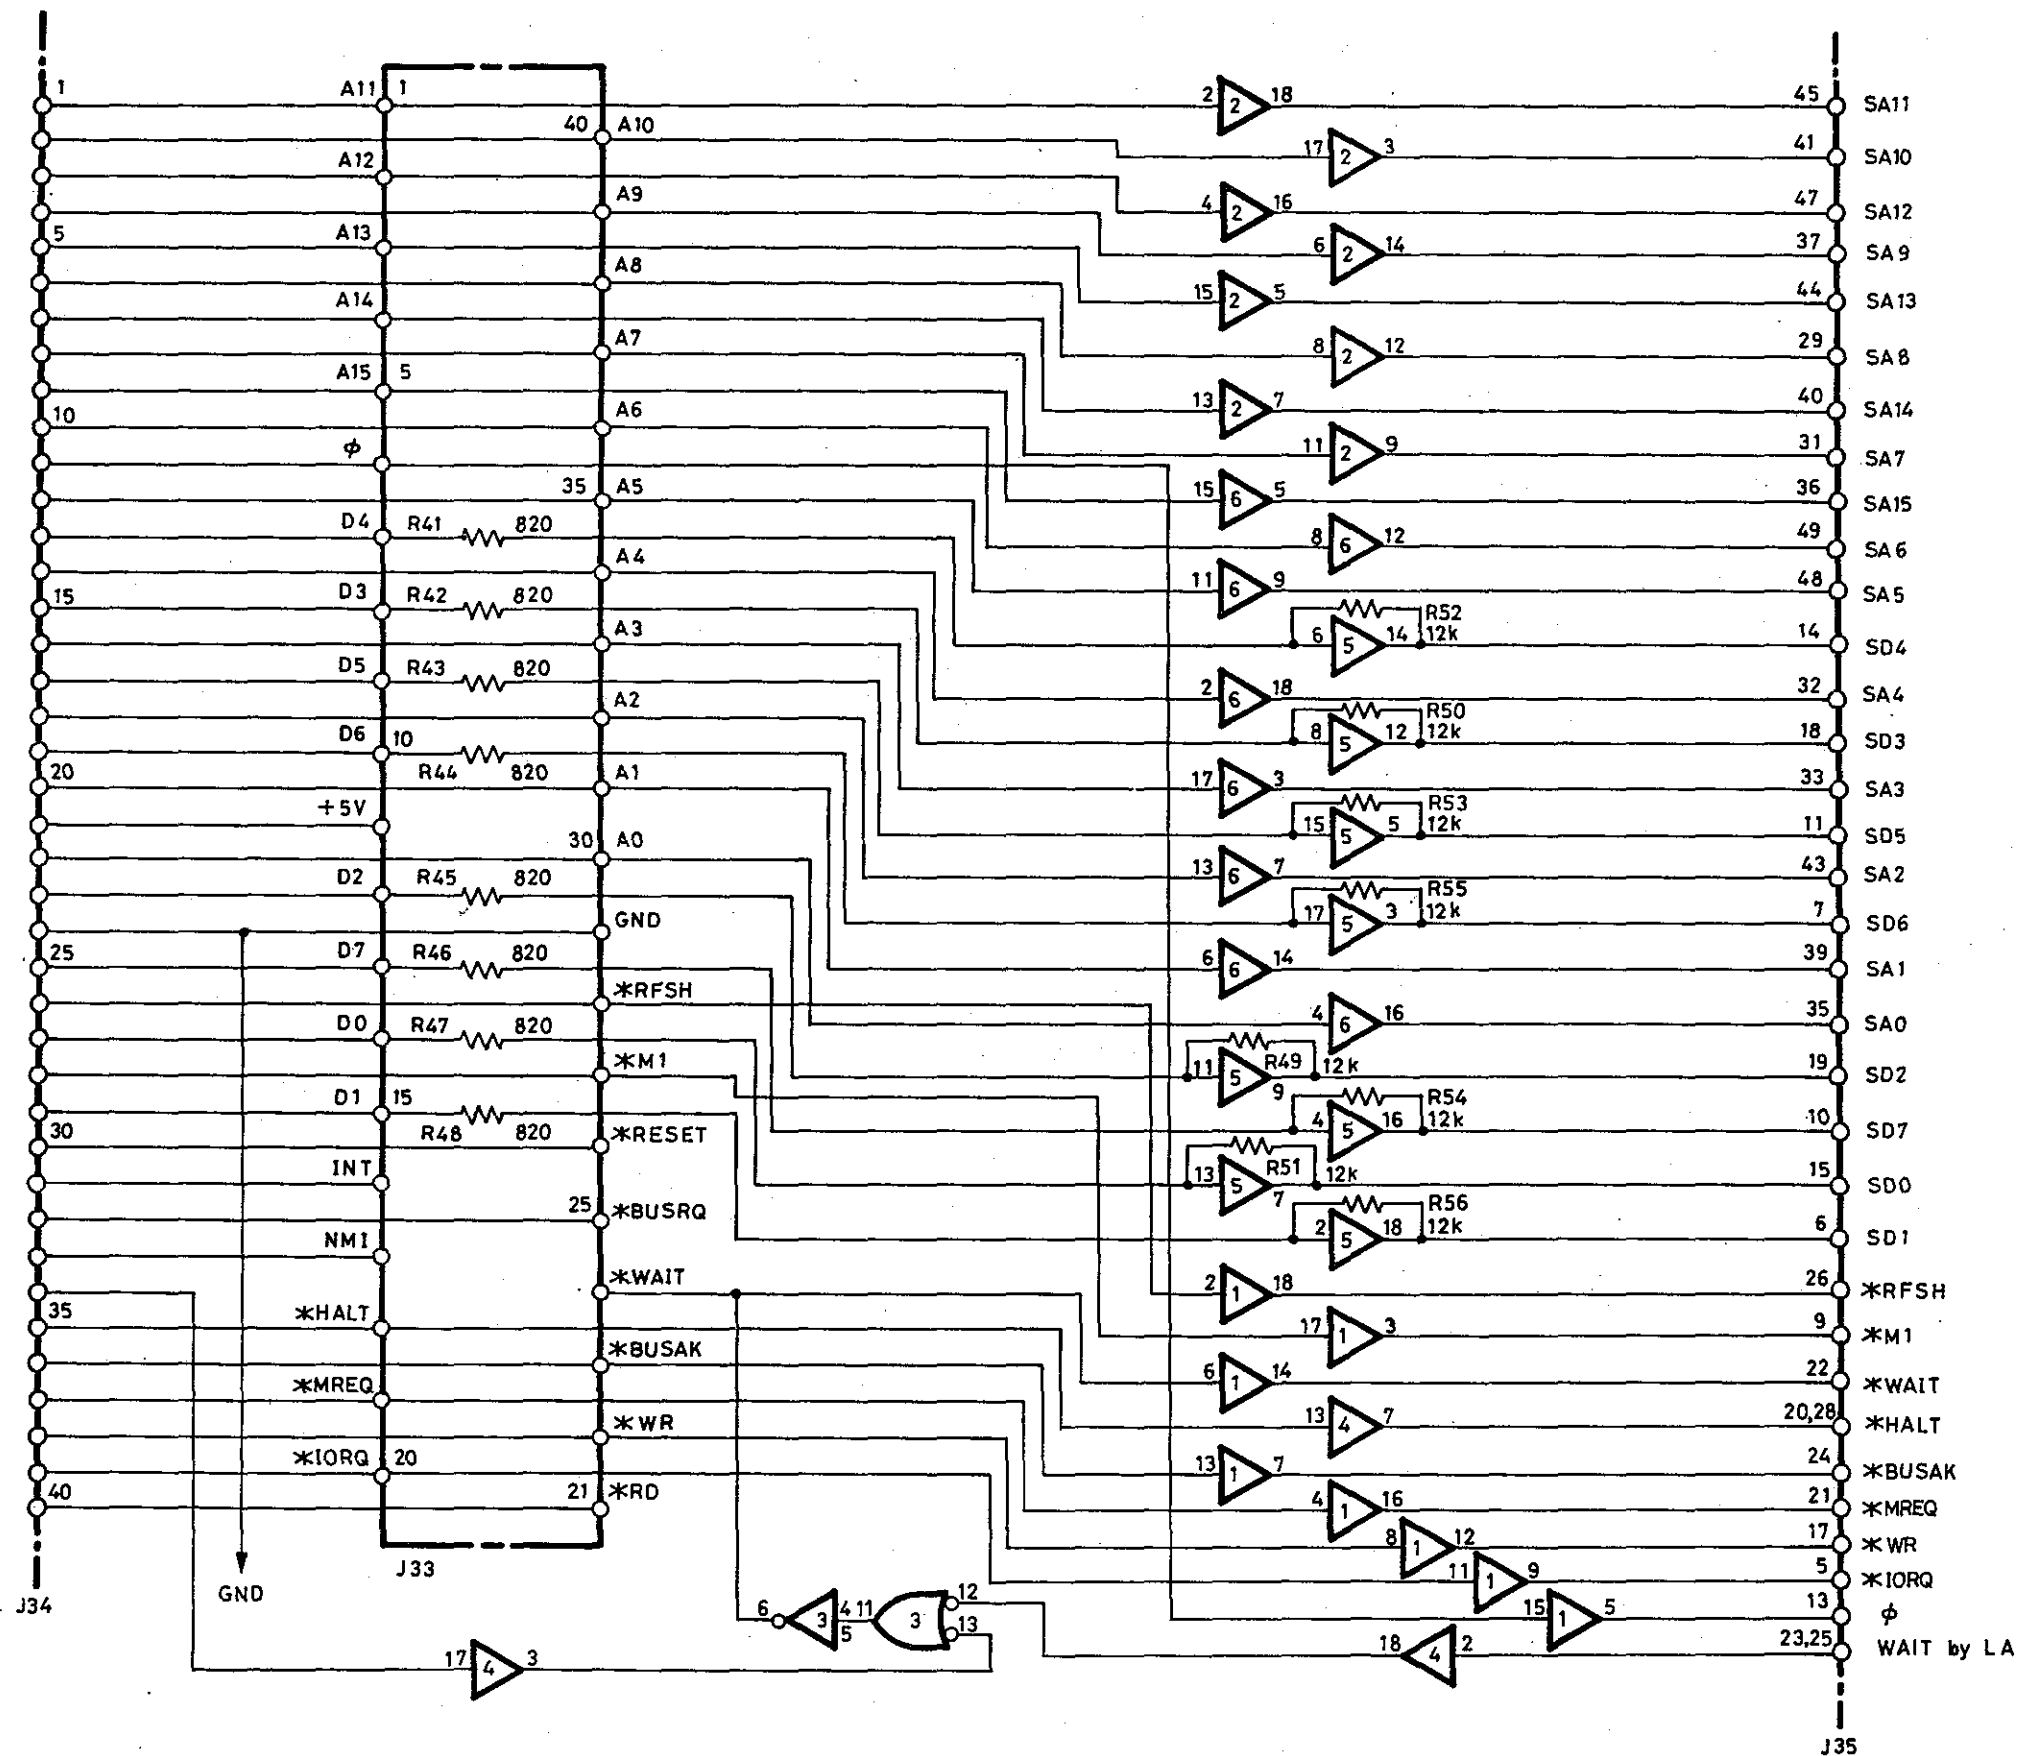 1 A11 1 2 2 18 45 SA11
40 A10 17 2 3 41 SA10
A12 4 2 16 47 SA12
A9 6 2 14 37 SA9
5 A13 15 2 5 44 SA13
A8 8 2 12 29 SA8
A14 13 2 7 40 SA14
A7 11 2 9 31 SA7
A15 5 15 6 5 36 SA15
10 A6 8 6 12 49 SA6
ϕ
35 A5 11 6 9 48 SA5
D4 R41 820 6 5 14 R52 12k 14 SD4
A4 2 6 18 32 SA4
15 D3 R42 820 8 5 12 R50 12k 18 SD3
A3 17 6 3 33 SA3
D5 R43 820 15 5 5 R53 12k 11 SD5
A2 13 6 7 43 SA2
D6 10 R44 820 17 5 3 R55 12k 7 SD6
20 A1 6 6 14 39 SA1
+5V
30 A0 4 6 16 35 SA0
D2 R45 820 11 5 9 R49 12k 19 SD2
GND
25 D7 R46 820 4 5 16 R54 12k 10 SD7
*RFSH
D0 R47 820 13 5 7 R51 12k 15 SD0
*M1
D1 15 R48 820 2 5 18 R56 12k 6 SD1
30 *RESET
INT
25 *BUSRQ
NMI
2 1 18 26 *RFSH
17 1 3 9 *M1
*WAIT 6 1 14 22 *WAIT
35 *HALT 13 4 7 20,28 *HALT
*BUSAK 13 1 7 24 *BUSAK
*MREQ 4 1 16 21 *MREQ
*WR 8 1 12 17 *WR
*IORQ 20 11 1 9 5 *IORQ
40 21 *RD
15 1 5 13 ϕ
J33
GND
J34
6 3 4 5 11 3 12 13
17 4 3
18 4 2 23,25 WAIT by LA
J35